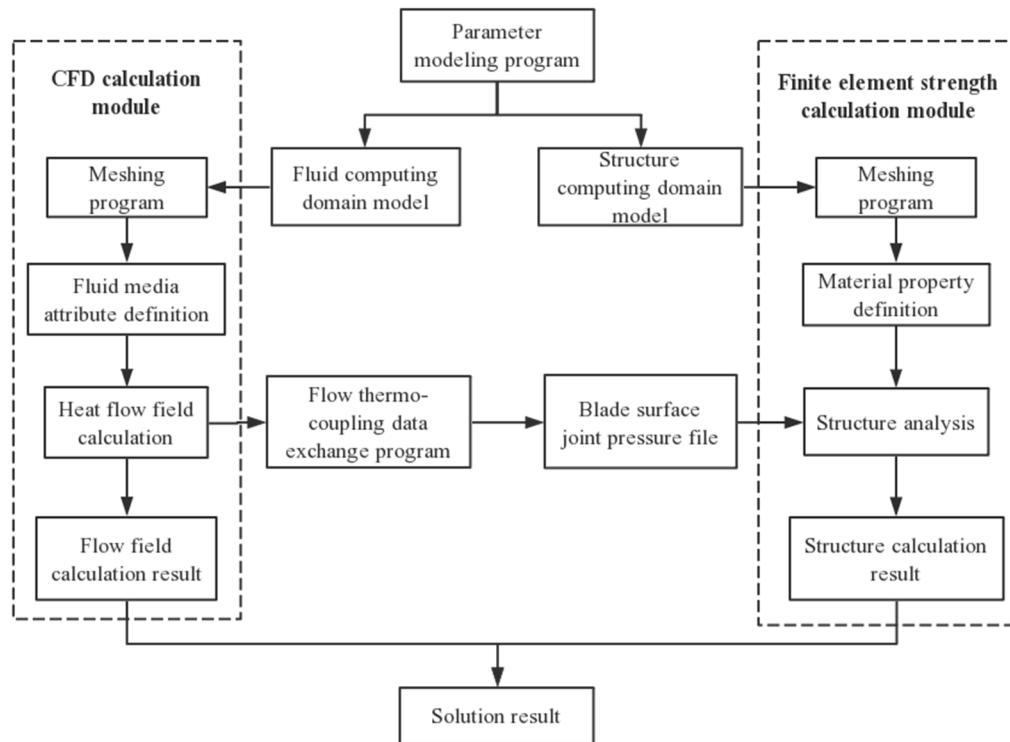 Parameter
modeling program
CFD calculation
module
Finite element strength
calculation module
Meshing
program
Fluid computing
domain model
Structure
computing domain
model
Meshing
program
Fluid media
attribute definition
Material property
definition
Heat flow field
calculation
Flow thermo-
coupling data
exchange program
Blade surface
joint pressure file
Structure analysis
Flow field
calculation result
Structure calculation
result
Solution result